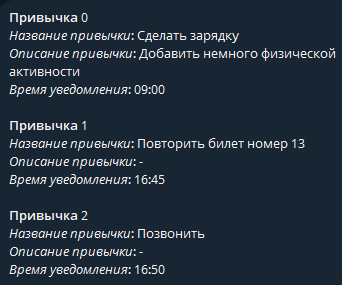 Привычка 0
Название привычки: Сделать зарядку
Описание привычки: Добавить немного физической
активности
Время уведомления: 09:00
Привычка 1
Название привычки: Повторить билет номер 13
Описание привычки: -
Время уведомления: 16:45
Привычка 2
Название привычки: Позвонить
Описание привычки: -
Время уведомления: 16:50